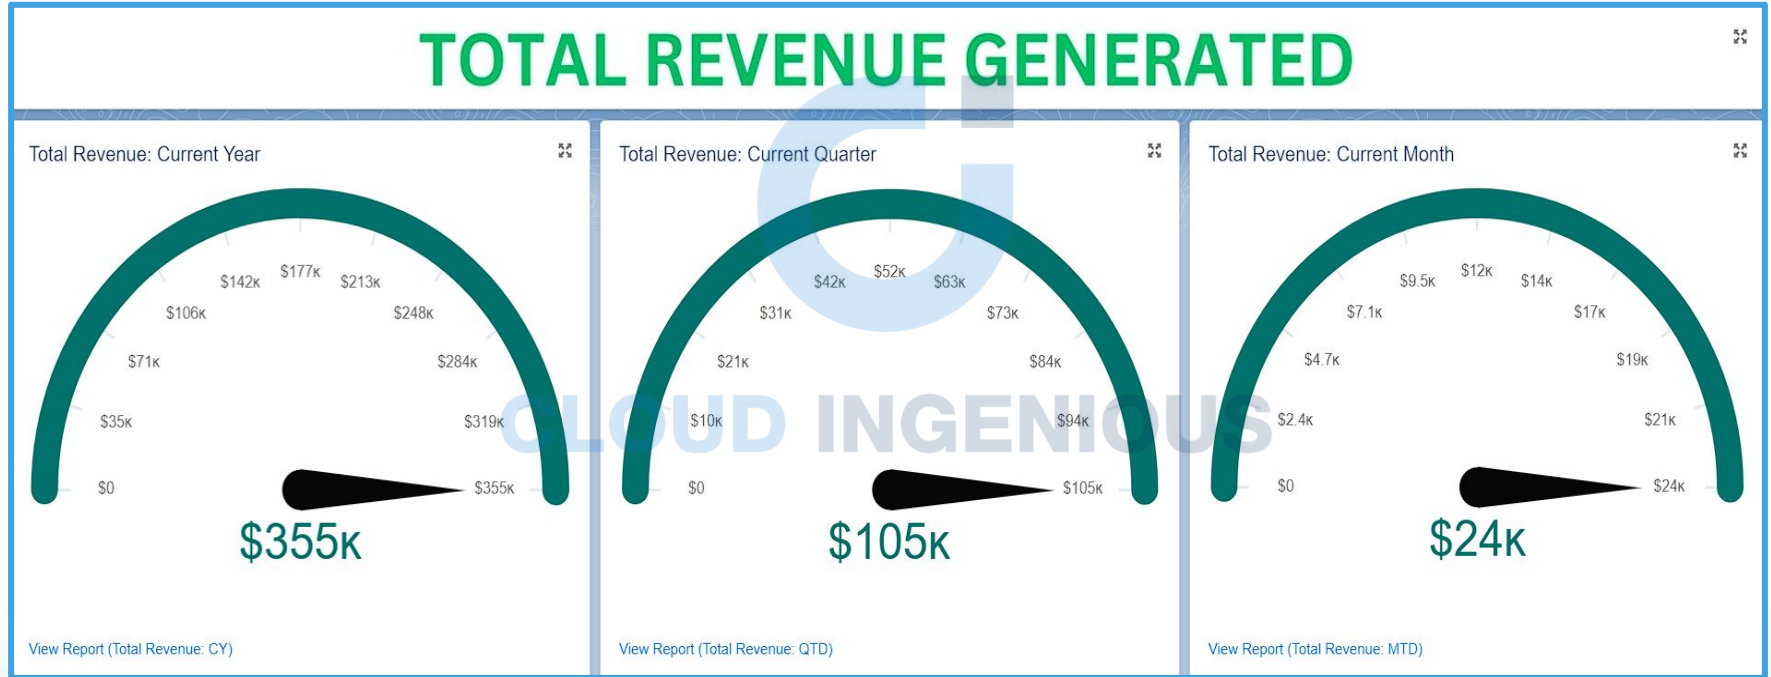 TOTAL REVENUE GENERATED
Total Revenue: Current Year
$0
$35K
$71K
$106K
$142K
$177K
$213K
$248K
$284K
$319K
$355K
$355K
View Report (Total Revenue: CY)
Total Revenue: Current Quarter
$0
$10K
$21K
$31K
$42K
$52K
$63K
$73K
$84K
$94K
$105K
$105K
View Report (Total Revenue: QTD)
Total Revenue: Current Month
$0
$2.4K
$4.7K
$7.1K
$9.5K
$12K
$14K
$17K
$19K
$21K
$24K
$24K
View Report (Total Revenue: MTD)
CLOUD INGENIOUS